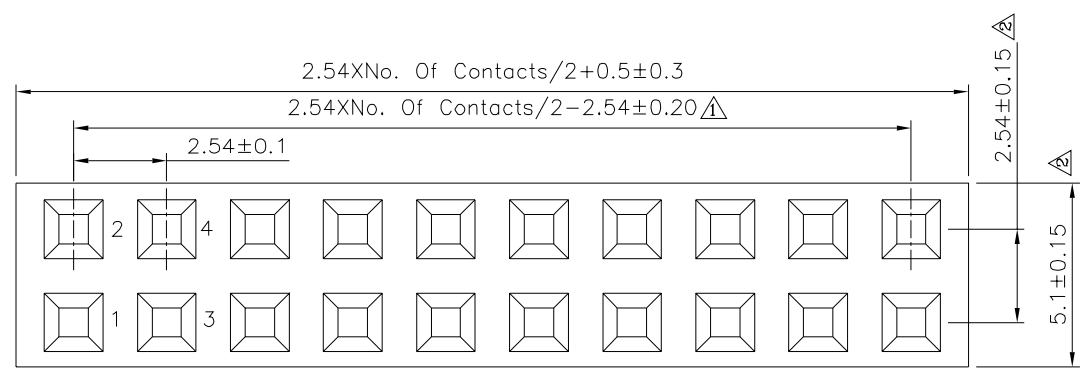 2.54XNo. Of Contacts/2+0.5±0.3
2.54XNo. Of Contacts/2-2.54±0.20 1
2.54±0.1
2.54±0.15 2
5.1±0.15 2
2 4
1 3